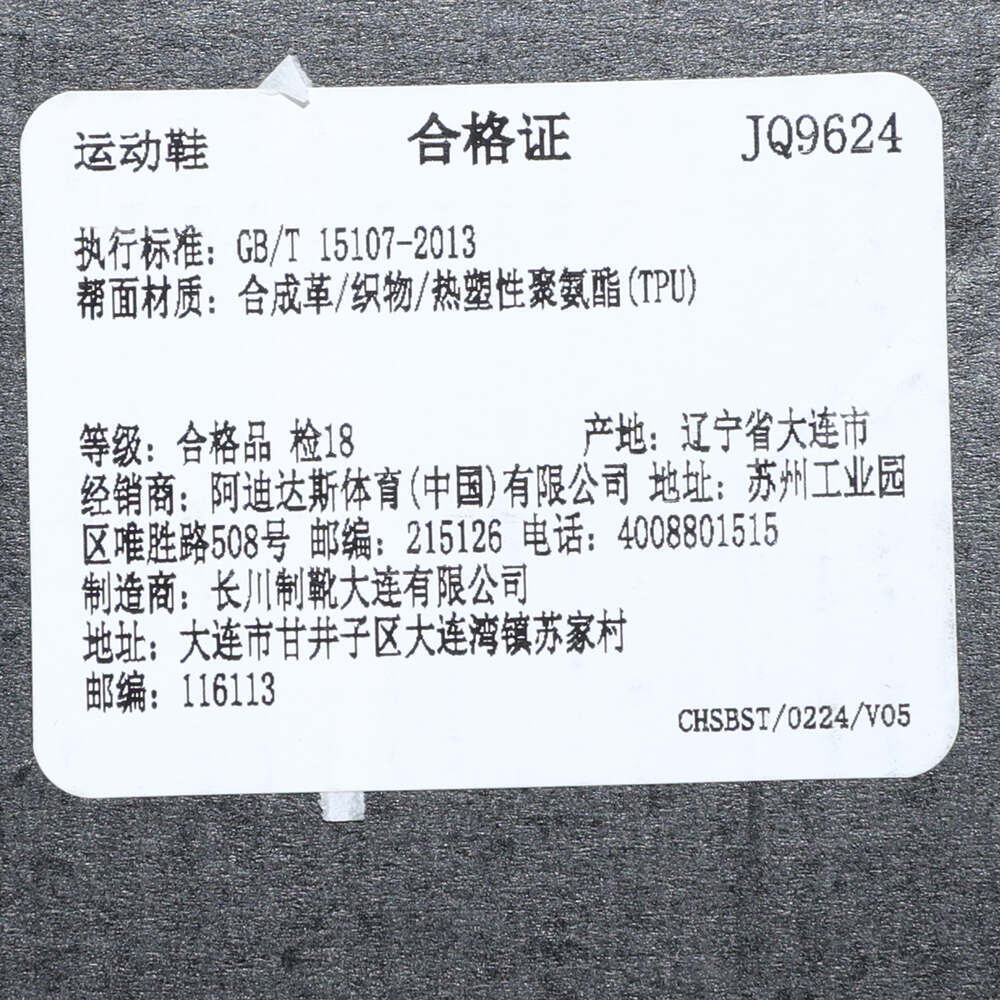 运动鞋 合格证 JQ9624
执行标准：GB/T 15107-2013
帮面材质：合成革/织物/热塑性聚氨酯(TPU)
等级：合格品 检18 产地：辽宁省大连市
经销商：阿迪达斯体育(中国)有限公司 地址：苏州工业园
区唯胜路508号 邮编：215126 电话：4008801515
制造商：长川制靴大连有限公司
地址：大连市甘井子区大连湾镇苏家村
邮编：116113
CHSBST/0224/V05